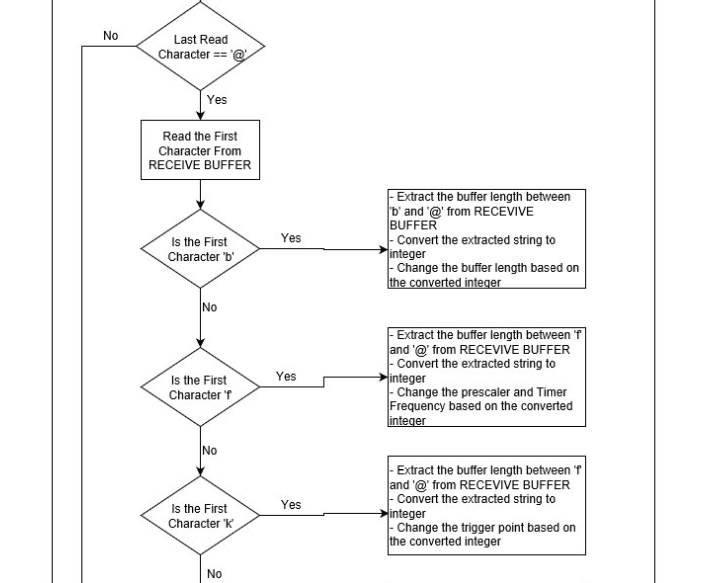 No
Last Read
Character == '@'
Yes
Read the First
Character From
RECEIVE BUFFER
Is the First
Character 'b'
Yes
- Extract the buffer length between
'b' and '@' from RECEVIVE
BUFFER
- Convert the extracted string to
integer
- Change the buffer length based on
the converted integer
No
Is the First
Character 'f'
Yes
- Extract the buffer length between 'f'
and '@' from RECEVIVE BUFFER
- Convert the extracted string to
integer
- Change the prescaler and Timer
Frequency based on the converted
integer
No
Is the First
Character 'k'
Yes
- Extract the buffer length between 'f'
and '@' from RECEVIVE BUFFER
- Convert the extracted string to
integer
- Change the trigger point based on
the converted integer
No